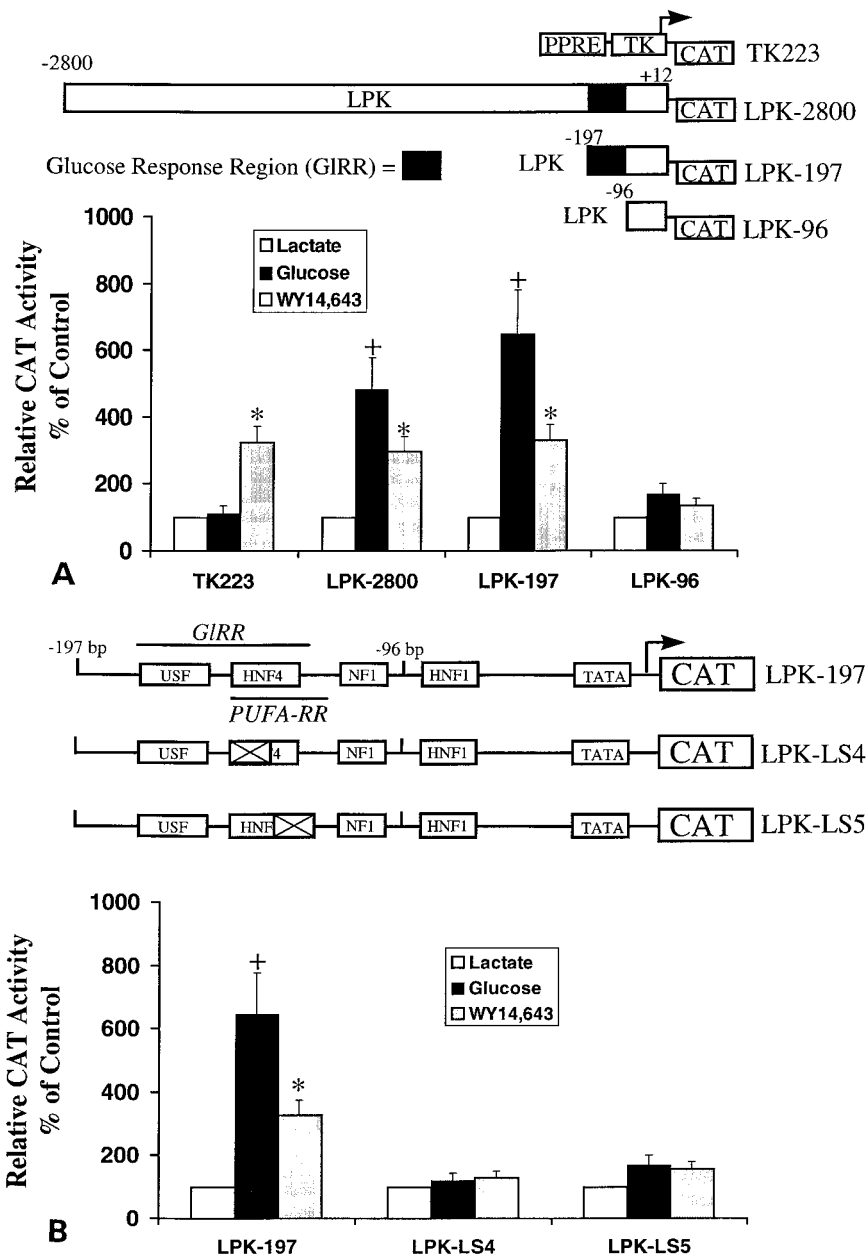 PPRE TK CAT TK223
-2800 +12
LPK CAT LPK-2800
-197
Glucose Response Region (GlRR) = LPK CAT LPK-197
-96
LPK CAT LPK-96
Relative CAT Activity
% of Control
1000
800
600
400
200
0
Lactate
Glucose
WY14,643
* + * + *
TK223 LPK-2800 LPK-197 LPK-96
A
GlRR
-197 bp -96 bp
USF HNF4 NF1 HNF1 TATA CAT LPK-197
PUFA-RR
USF 4 NF1 HNF1 TATA CAT LPK-LS4
USF HNF NF1 HNF1 TATA CAT LPK-LS5
Relative CAT Activity
% of Control
1000
800
600
400
200
0
Lactate
Glucose
WY14,643
+ *
LPK-197 LPK-LS4 LPK-LS5
B